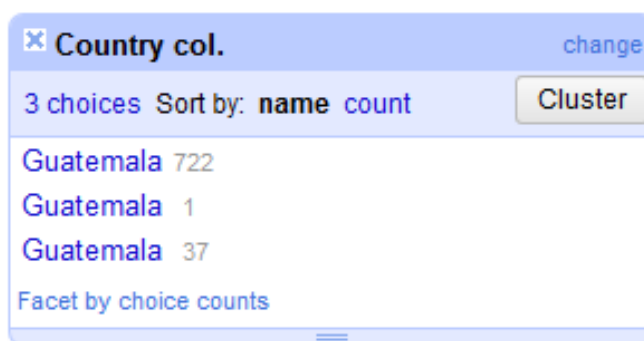 Country col.
change
3 choices Sort by: name count
Cluster
Guatemala 722
Guatemala 1
Guatemala 37
Facet by choice counts